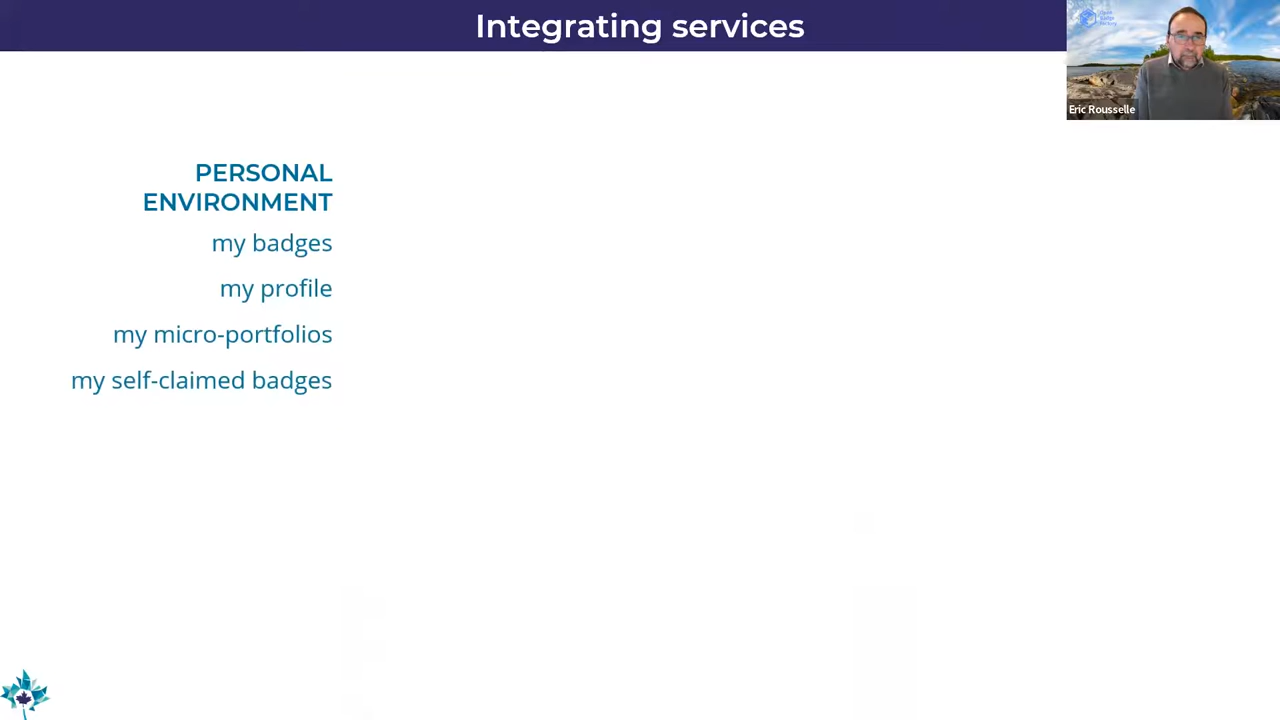 Integrating services
Eric Rousselle
PERSONAL
ENVIRONMENT
my badges
my profile
my micro-portfolios
my self-claimed badges